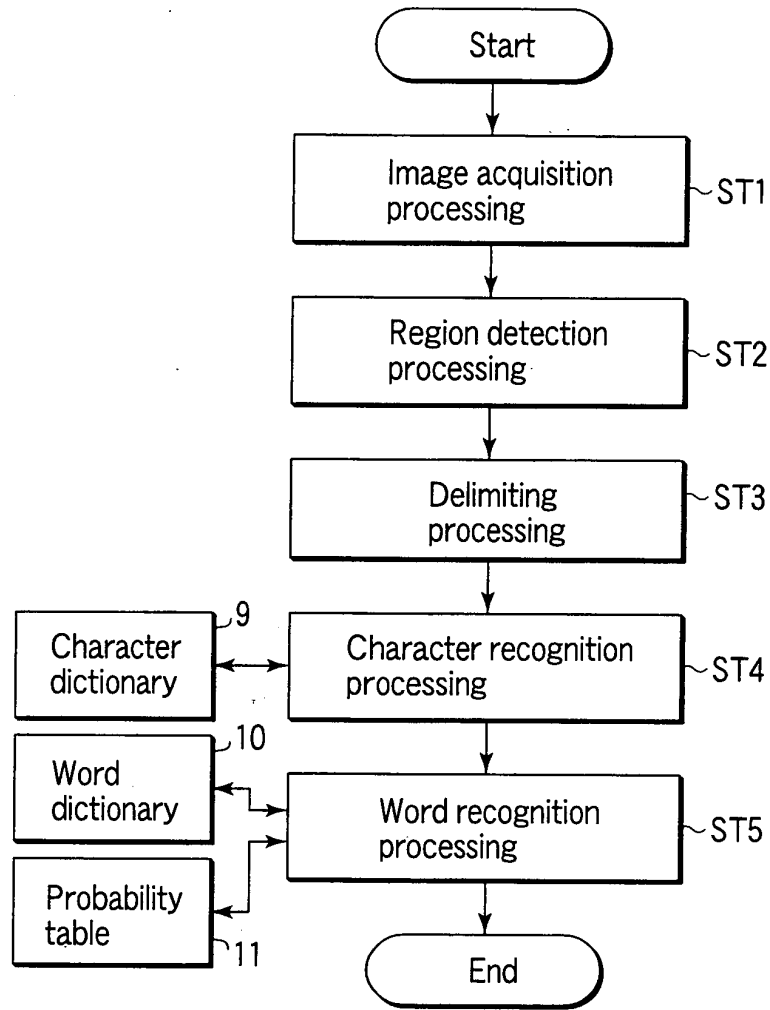 Start
Image acquisition
processing
ST1
Region detection
processing
ST2
Delimiting
processing
ST3
9
Character
dictionary
Character recognition
processing
ST4
10
Word
dictionary
Word recognition
processing
ST5
Probability
table
11
End